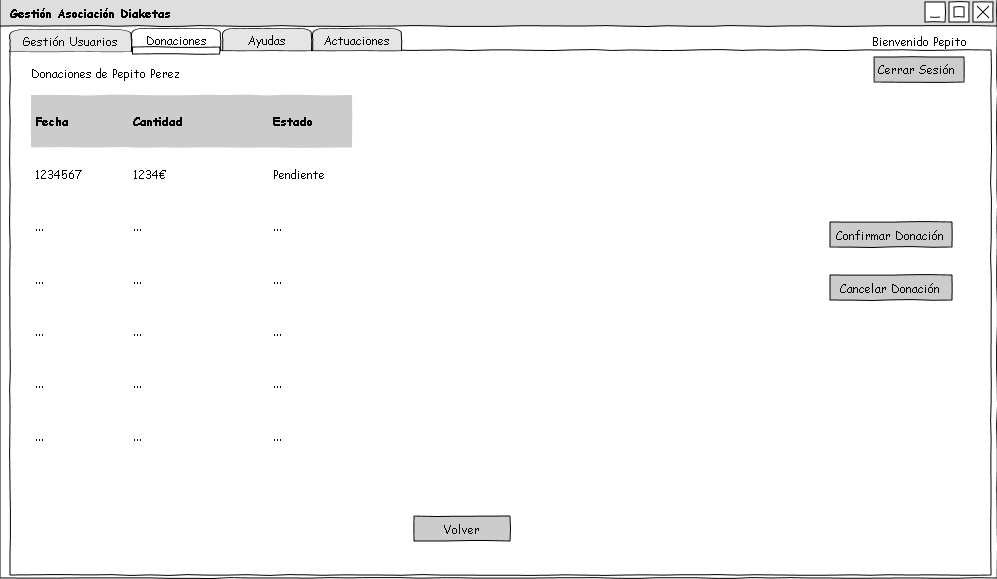 Gestión Asociación Diaketas
Gestión Usuarios Donaciones Ayudas Actuaciones Bienvenido Pepito
Cerrar Sesión
Donaciones de Pepito Perez
Fecha Cantidad Estado
1234567 1234€ Pendiente
... ... ...
Confirmar Donación
... ... ...
Cancelar Donación
... ... ...
... ... ...
... ... ...
Volver